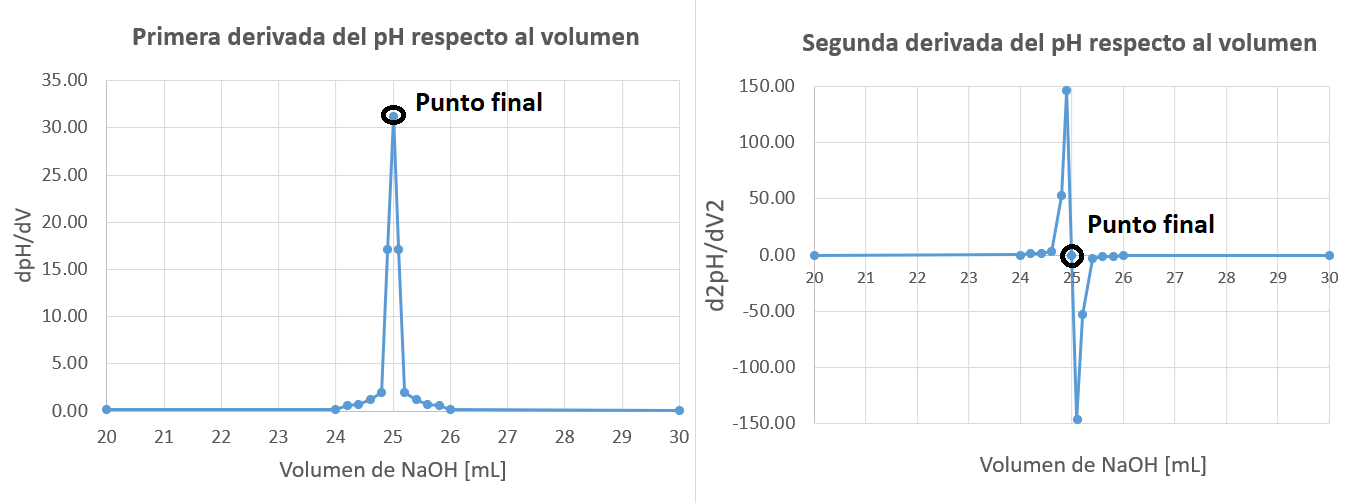 Primera derivada del pH respecto al volumen
35.00
30.00
25.00
20.00
15.00
10.00
5.00
0.00
dpH/dV
Punto final
20 21 22 23 24 25 26 27 28 29 30
Volumen de NaOH [mL]
Segunda derivada del pH respecto al volumen
150.00
100.00
50.00
0.00
-50.00
-100.00
-150.00
d2pH/dV2
Punto final
20 21 22 23 24 25 26 27 28 29 30
Volumen de NaOH [mL]